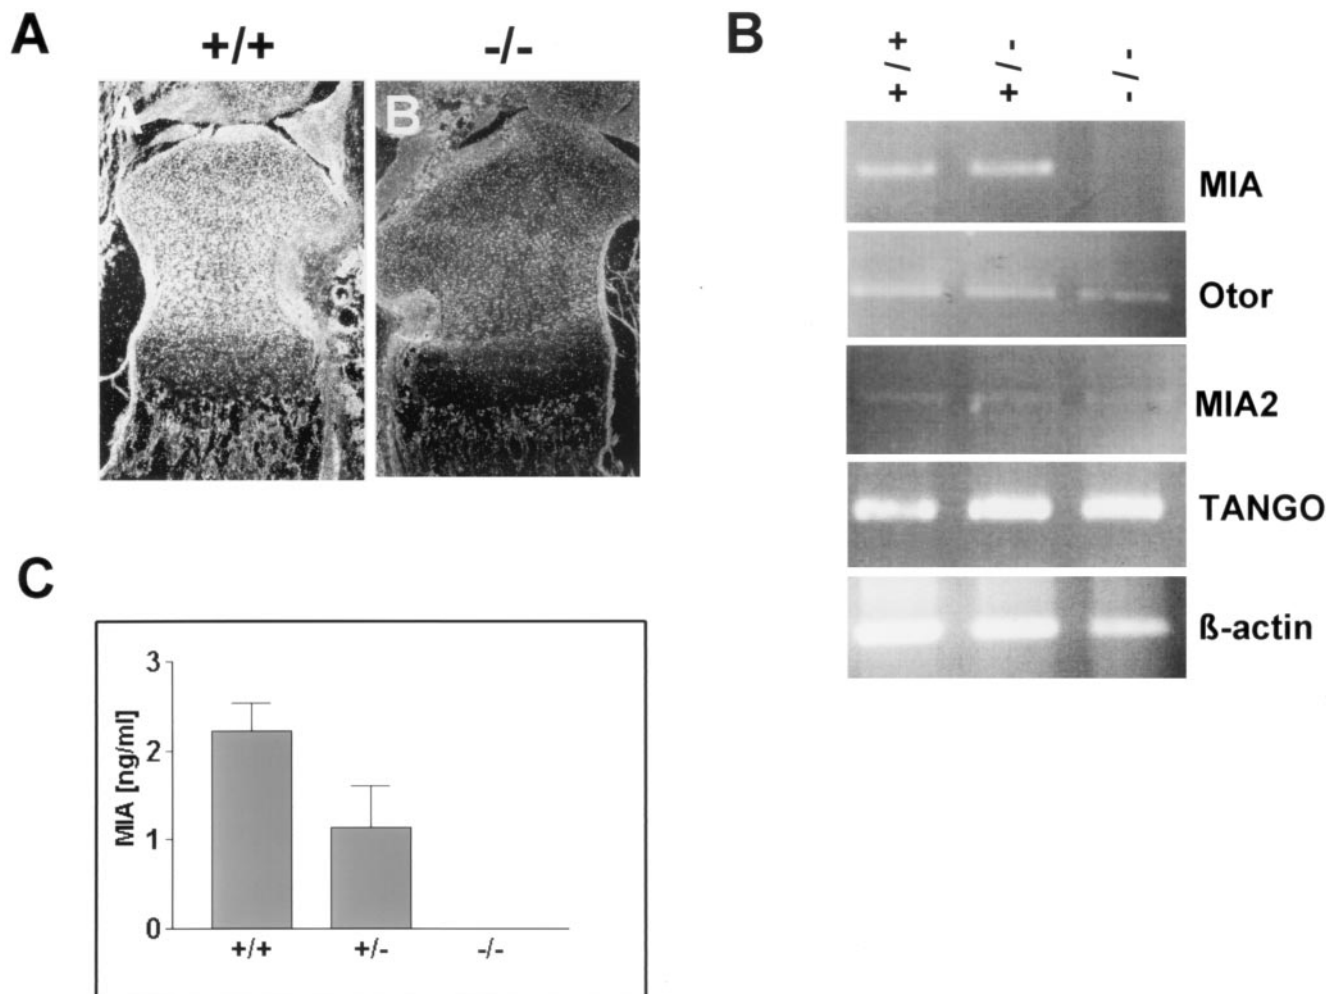 A
+/+
-/-
A
B
B
+/+
+/-
-/-
MIA
Otor
MIA2
TANGO
ß-actin
C
MIA [ng/ml]
3
2
1
0
+/+
+/-
-/-